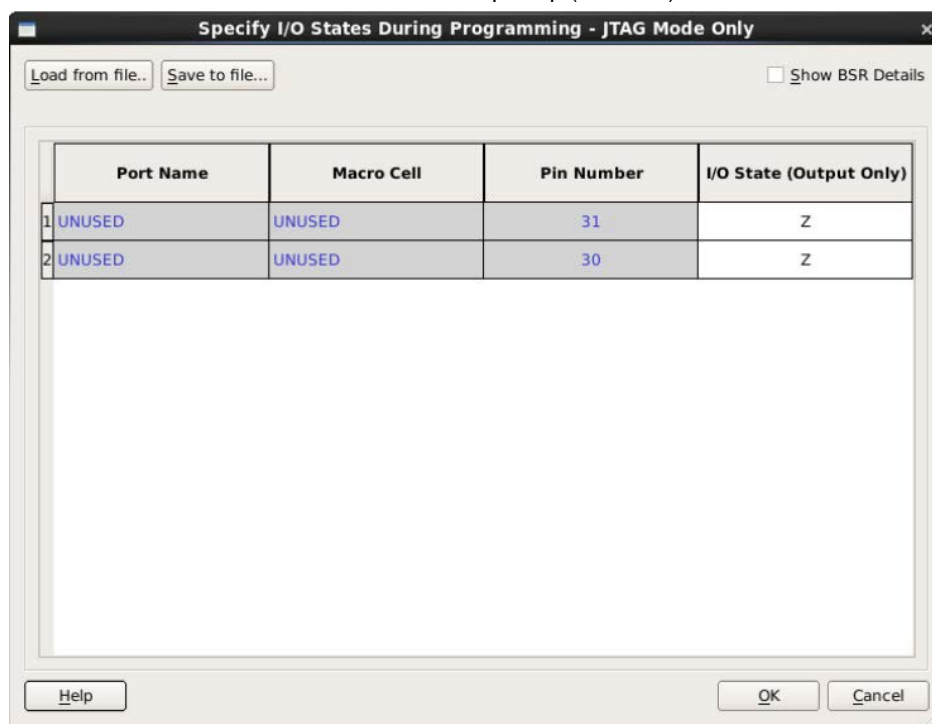 Specify I/O States During Programming - JTAG Mode Only ×
Load from file.. Save to file... Show BSR Details
Port Name Macro Cell Pin Number I/O State (Output Only)
1 UNUSED UNUSED 31 Z
2 UNUSED UNUSED 30 Z
Help OK Cancel